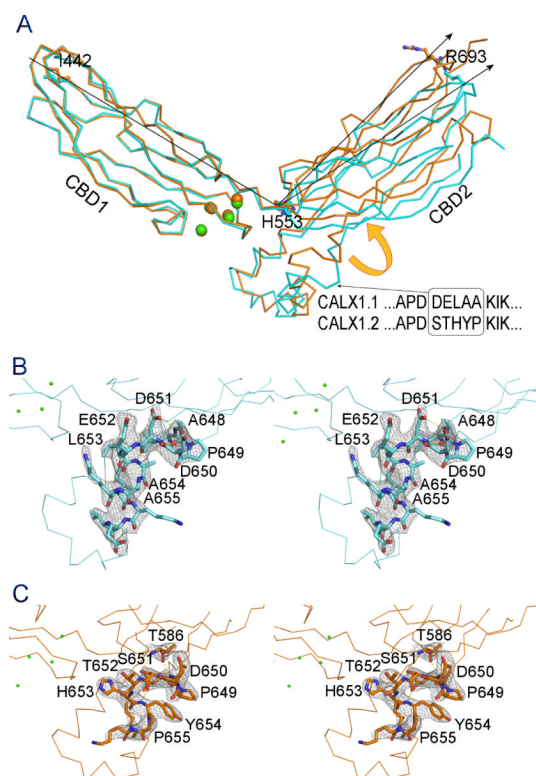 A
I442
R693
CBD1
CBD2
H553
CALX1.1 ...APD DELAA KIK...
CALX1.2 ...APD STHYP KIK...
B
D651 D651
E652 A648 E652 A648
L653 P649 L653 P649
D650 D650
A654 A654
A655 A655
C
T586 T586
T652 S651 D650 T652 S651 D650
H653 P649 H653 P649
Y654 Y654
P655 P655